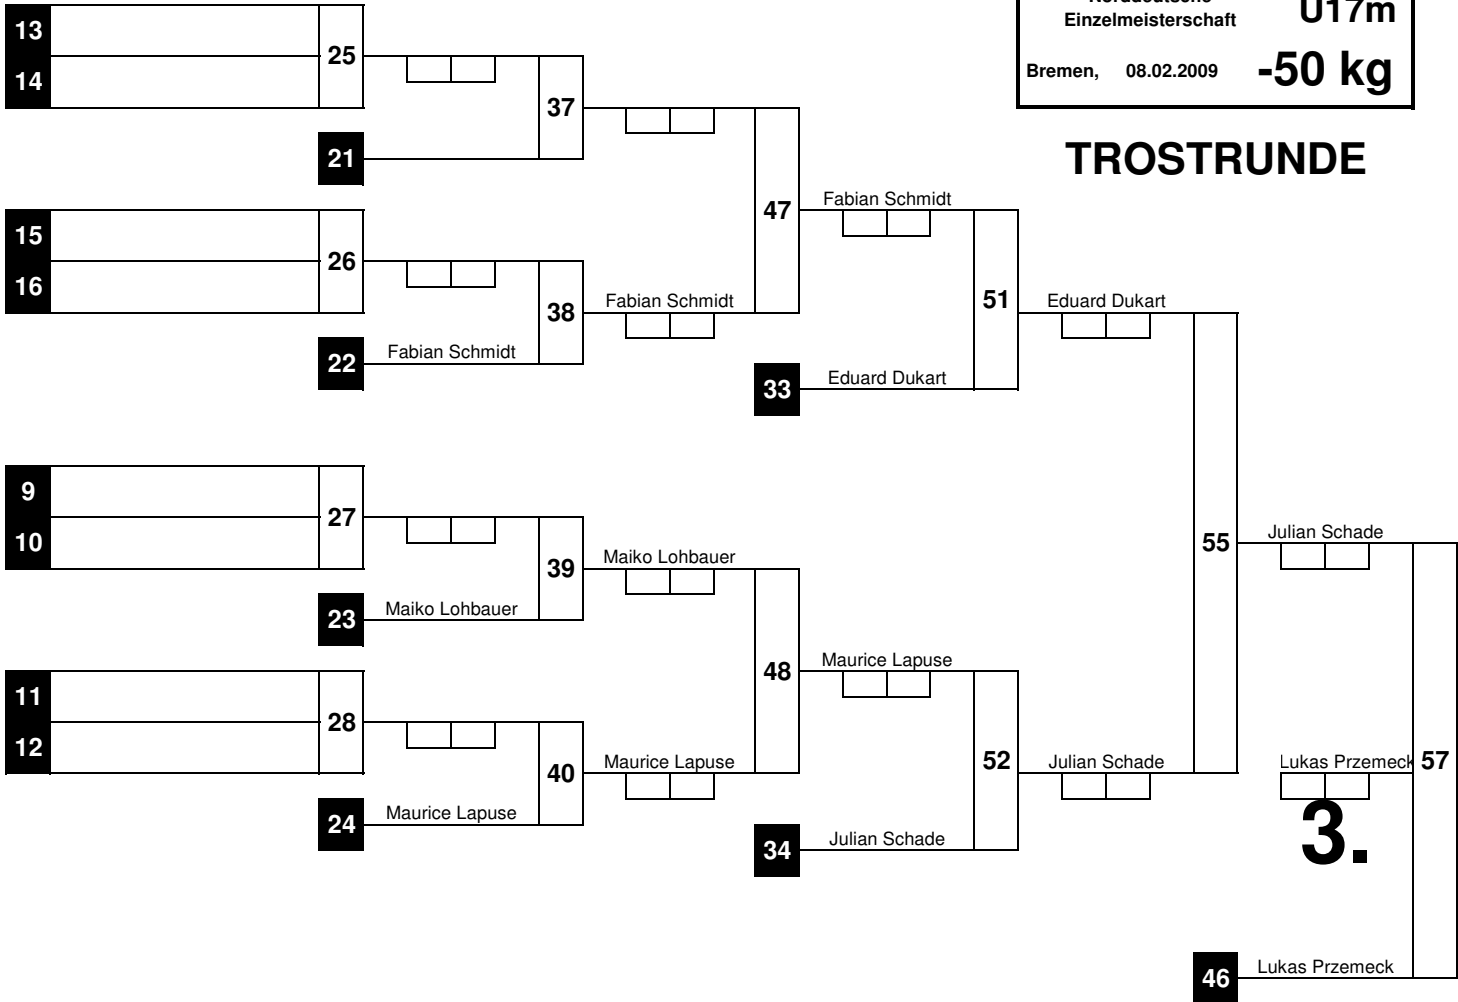 Norddeutsche
Einzelmeisterschaft
U17m
Bremen, 08.02.2009
-50 kg
TROSTRUNDE
13
14
25
37
21
15
16
26
38
22
Fabian Schmidt
Fabian Schmidt
47
Fabian Schmidt
33
Eduard Dukart
51
Eduard Dukart
9
10
27
39
23
Maiko Lohbauer
Maiko Lohbauer
11
12
28
40
24
Maurice Lapuse
Maurice Lapuse
48
Maurice Lapuse
34
Julian Schade
52
Julian Schade
55
Julian Schade
57
Lukas Przemeck
3.
46
Lukas Przemeck